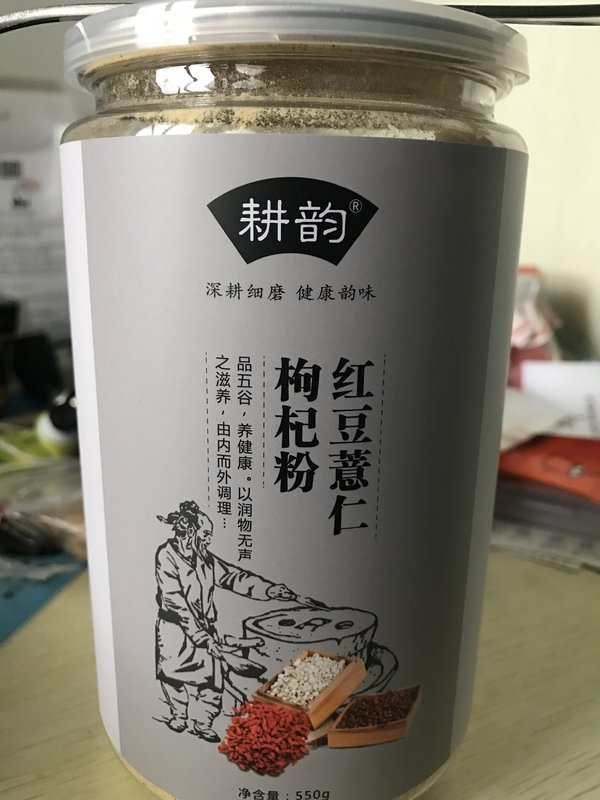 耕韵®
深耕细磨 健康韵味
红豆薏仁
枸杞粉
品五谷,养健康。以润物无声
之滋养,由内而外调理…
净含量:550g